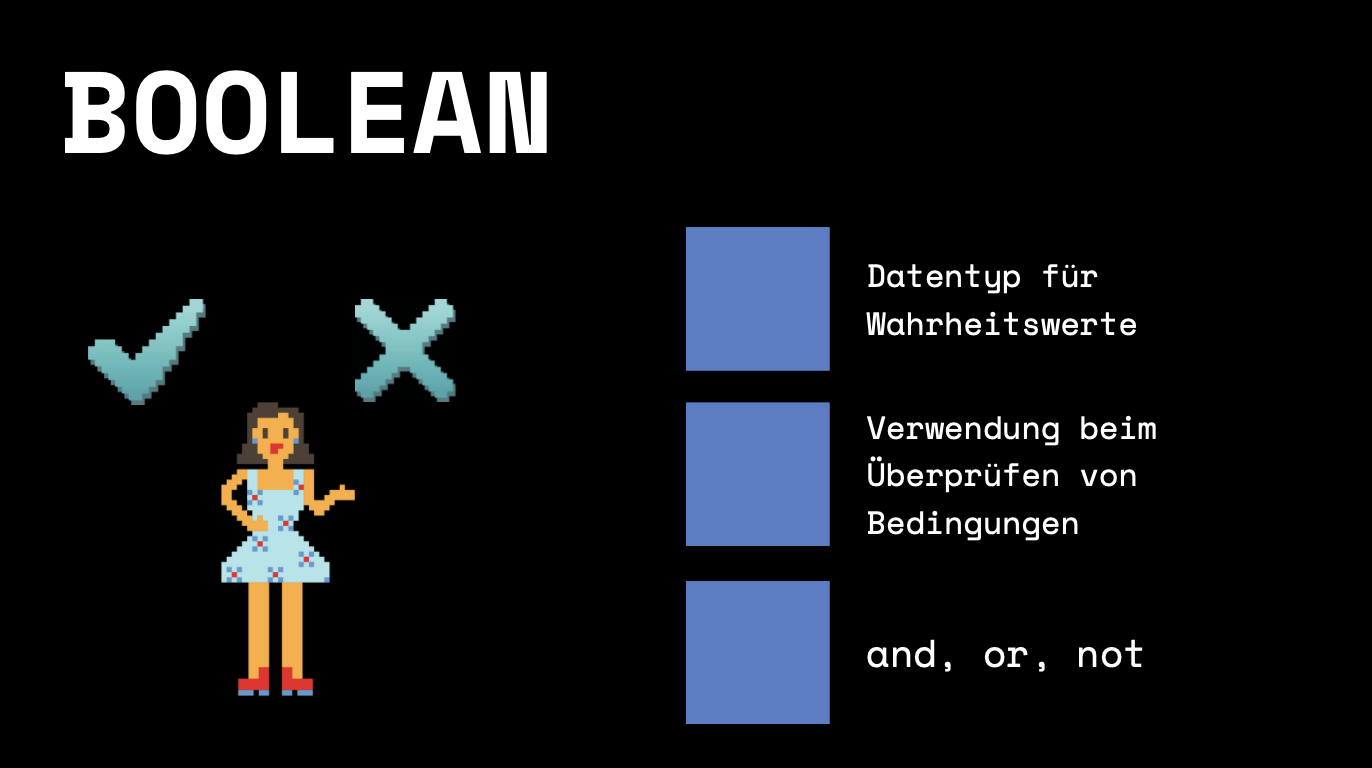 BOOLEAN
Datentyp für
Wahrheitswerte
Verwendung beim
Überprüfen von
Bedingungen
and, or, not